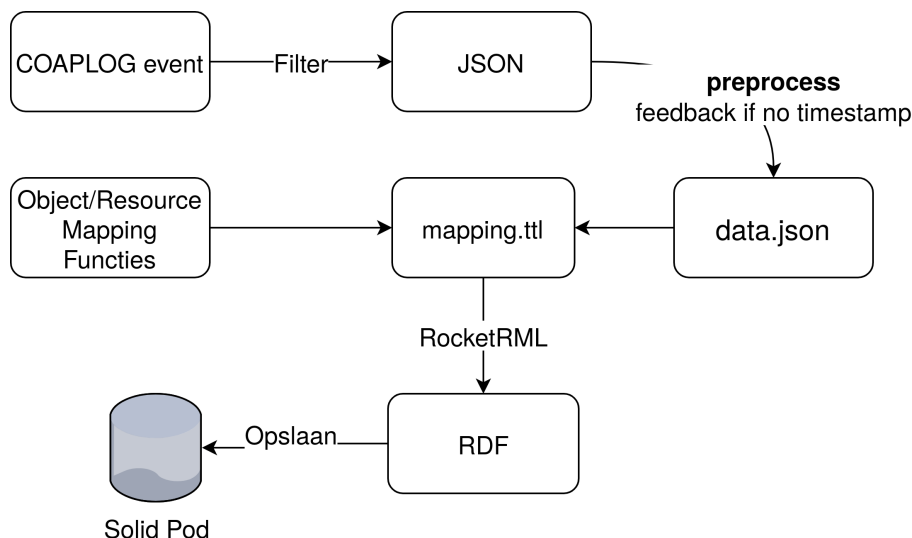 COAPLOG event
Filter
JSON
preprocess
feedback if no timestamp
Object/Resource
Mapping
Functies
mapping.ttl
data.json
RocketRML
Opslaan
RDF
Solid Pod